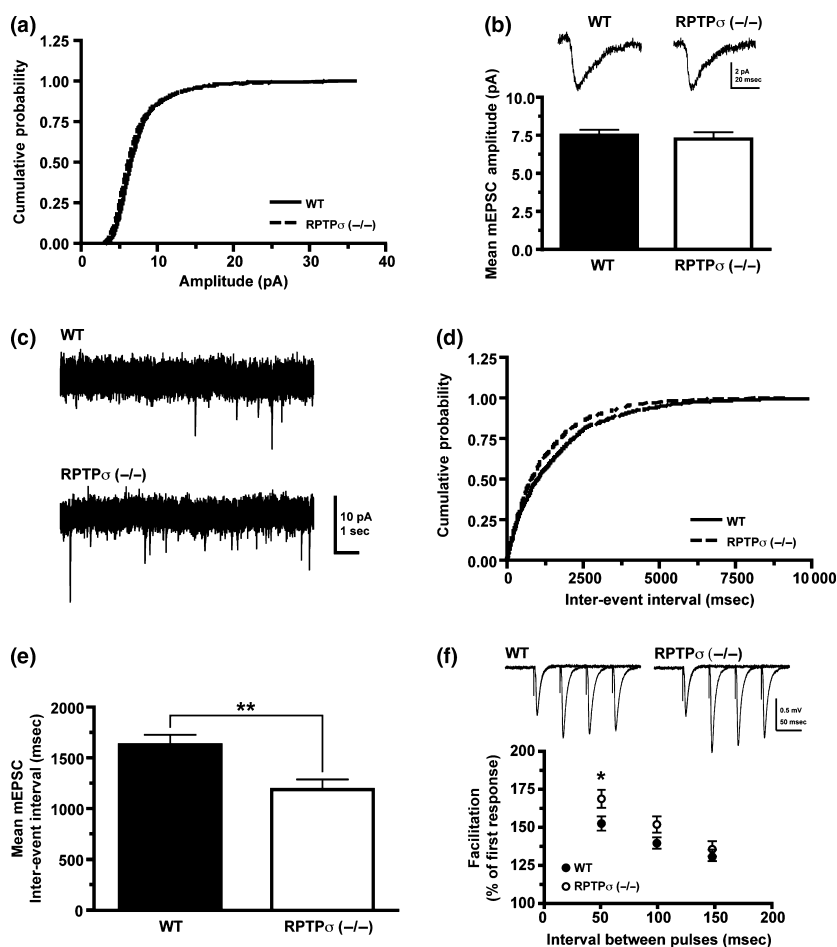 (a)
1.25
1.00
0.75
0.50
0.25
0.00
Cumulative probability
WT
RPTPσ (–/–)
0
10
20
30
40
Amplitude (pA)
(b)
WT
RPTPσ (–/–)
2 pA
20 msec
10.0
7.5
5.0
2.5
0.0
Mean mEPSC amplitude (pA)
WT
RPTPσ (–/–)
(c)
WT
RPTPσ (–/–)
10 pA
1 sec
(d)
1.25
1.00
0.75
0.50
0.25
0.00
Cumulative probability
WT
RPTPσ (–/–)
0
2500
5000
7500
10 000
Inter-event interval (msec)
(e)
2000
1500
1000
500
0
Mean mEPSC
Inter-event interval (msec)
**
WT
RPTPσ (–/–)
(f)
WT
RPTPσ (–/–)
0.5 mV
50 msec
200
175
150
125
100
Facilitation
(% of first response)
*
WT
RPTPσ (–/–)
0
50
100
150
200
Interval between pulses (msec)